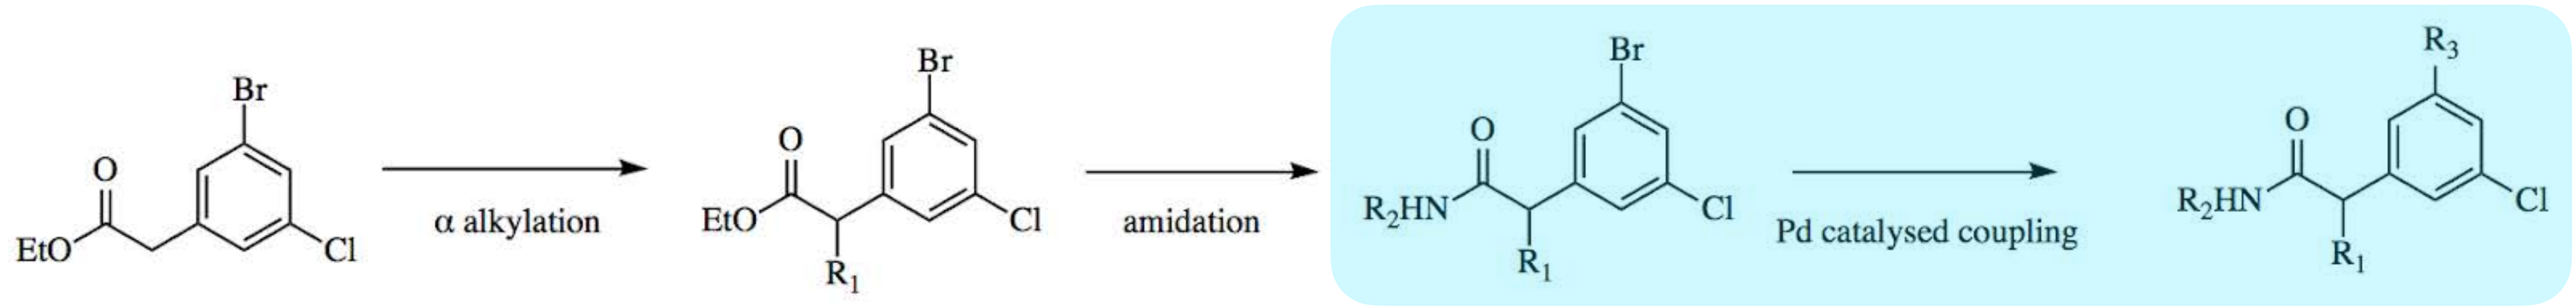 Br
O
EtO
Cl
α alkylation
Br
O
EtO
Cl
R1
amidation
Br
O
R2HN
Cl
R1
Pd catalysed coupling
R3
O
R2HN
Cl
R1